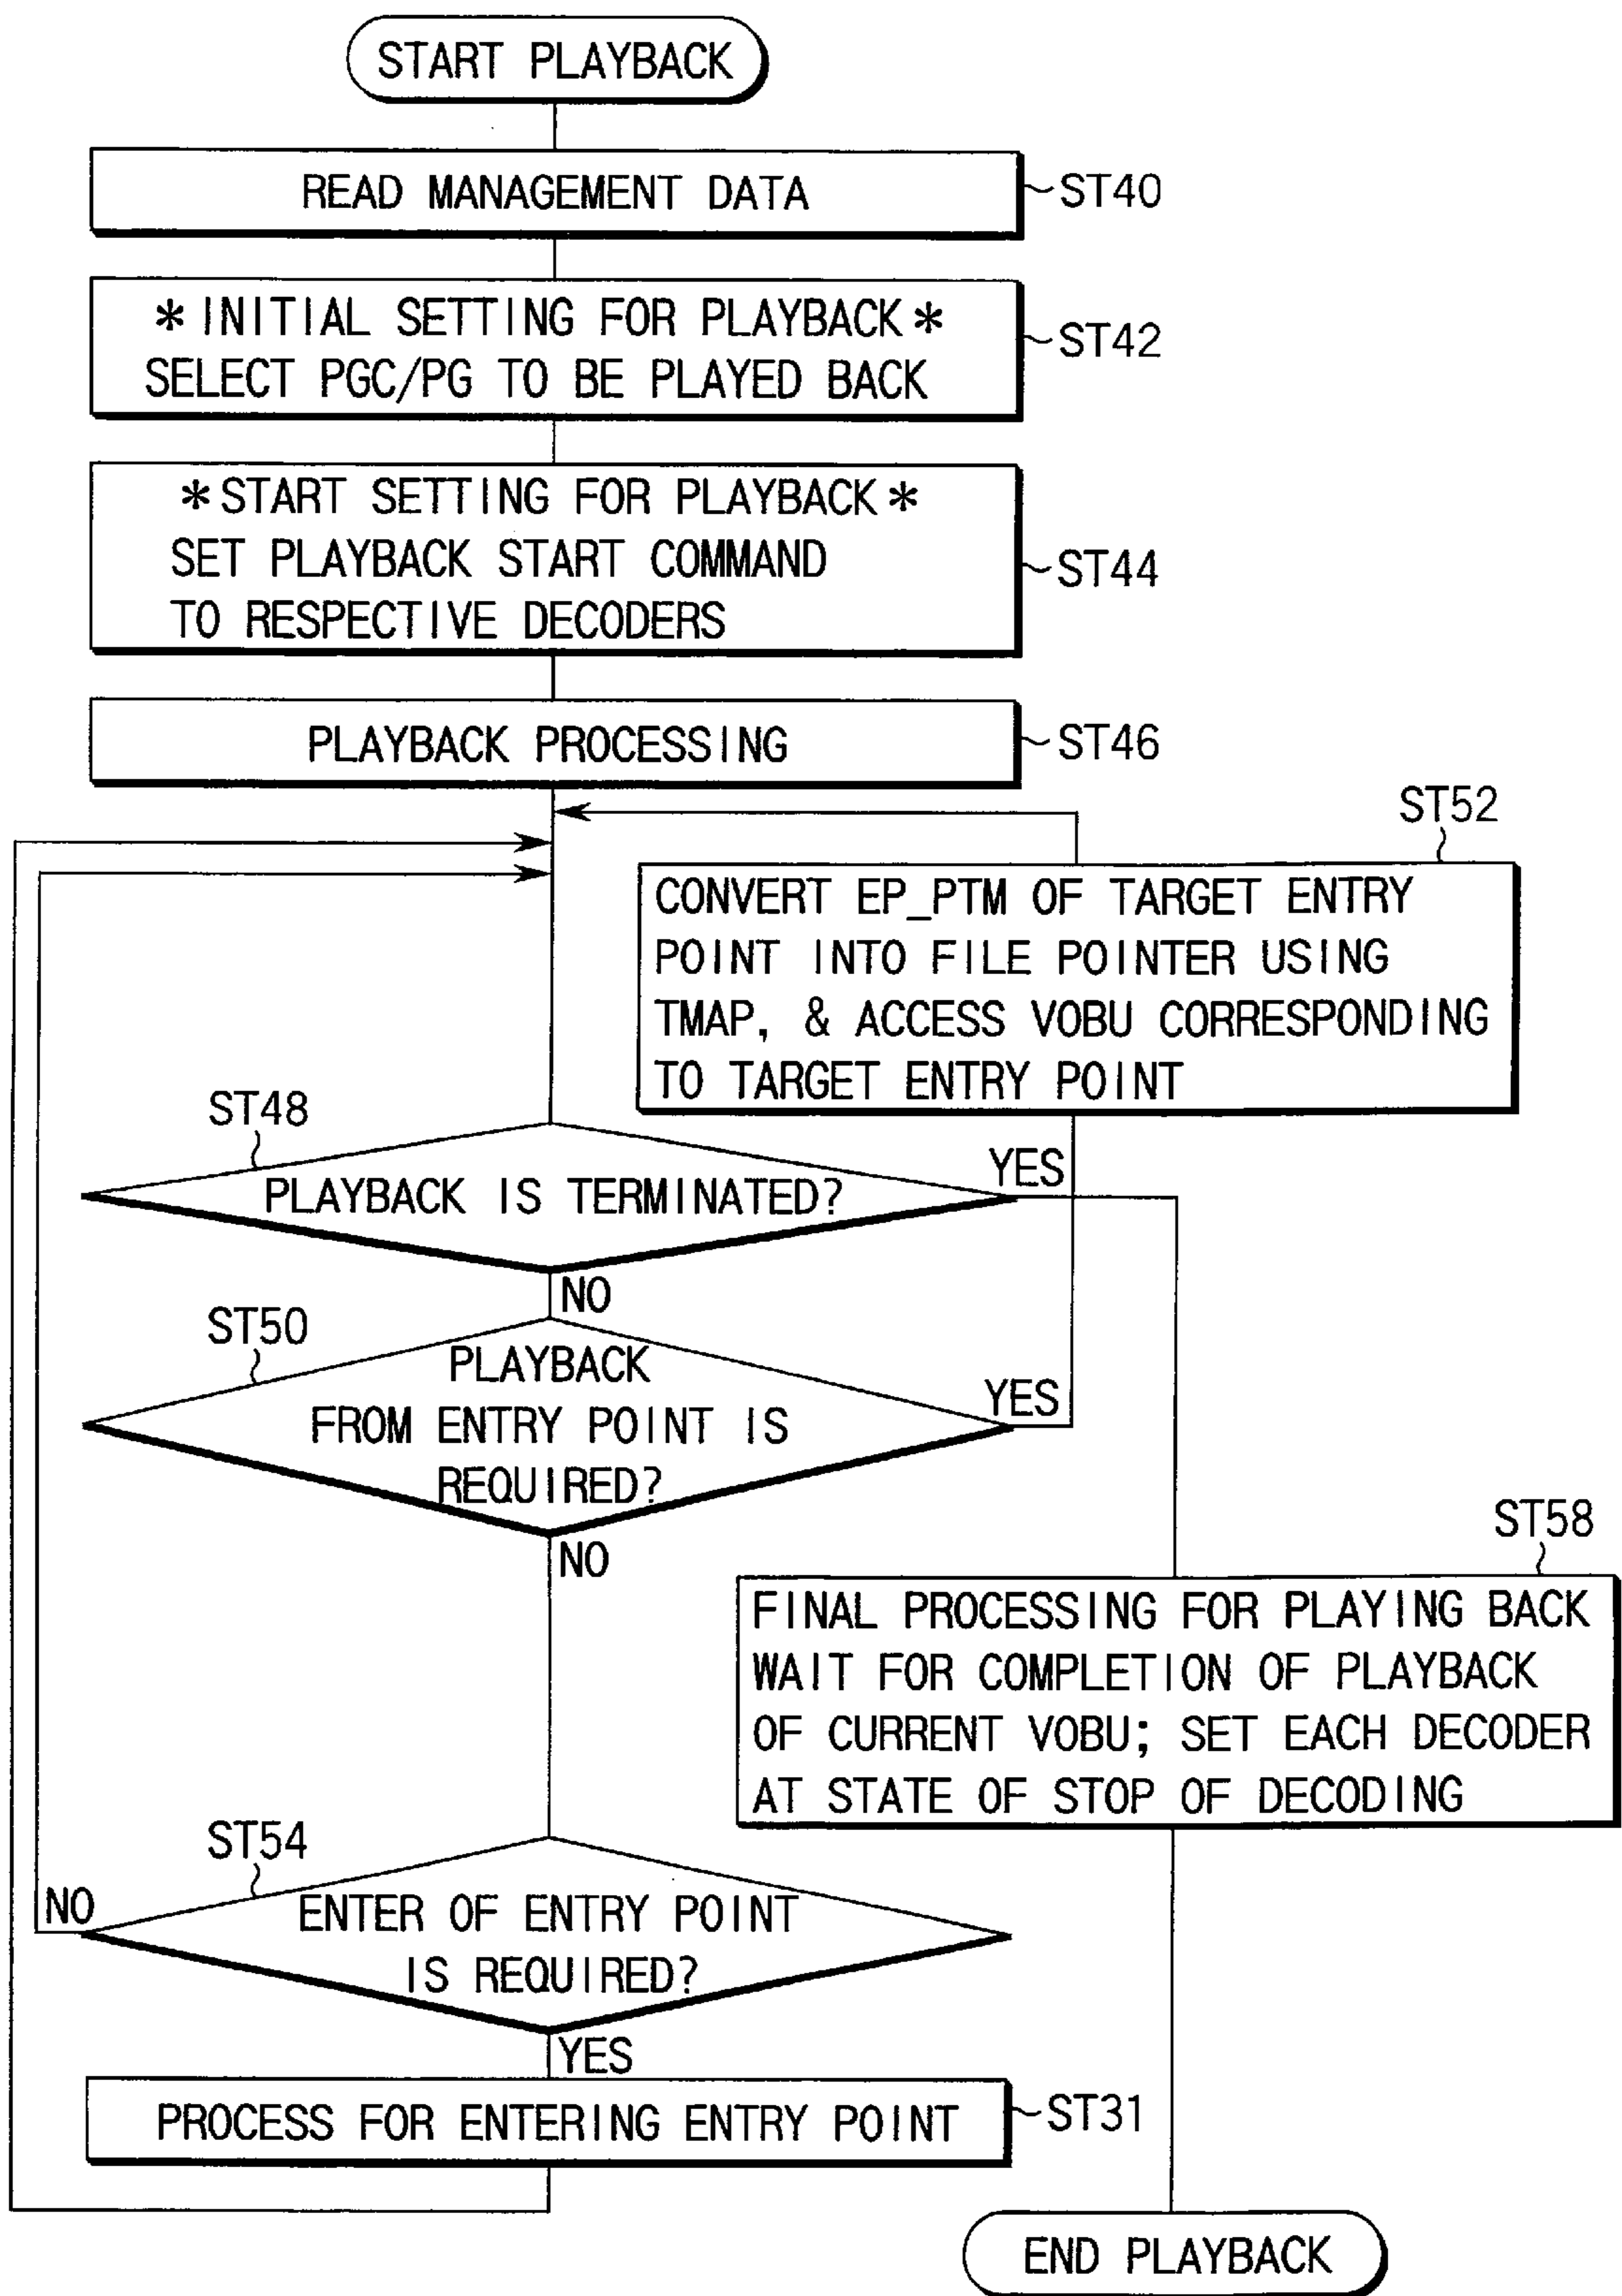 START PLAYBACK
READ MANAGEMENT DATA
ST40
* INITIAL SETTING FOR PLAYBACK *
SELECT PGC/PG TO BE PLAYED BACK
ST42
* START SETTING FOR PLAYBACK *
SET PLAYBACK START COMMAND
TO RESPECTIVE DECODERS
ST44
PLAYBACK PROCESSING
ST46
ST52
CONVERT EP_PTM OF TARGET ENTRY
POINT INTO FILE POINTER USING
TMAP, & ACCESS VOBU CORRESPONDING
TO TARGET ENTRY POINT
ST48
PLAYBACK IS TERMINATED?
YES
NO
ST50
PLAYBACK
FROM ENTRY POINT IS
REQUIRED?
YES
NO
ST58
FINAL PROCESSING FOR PLAYING BACK
WAIT FOR COMPLETION OF PLAYBACK
OF CURRENT VOBU; SET EACH DECODER
AT STATE OF STOP OF DECODING
ST54
NO
ENTER OF ENTRY POINT
IS REQUIRED?
YES
PROCESS FOR ENTERING ENTRY POINT
ST31
END PLAYBACK